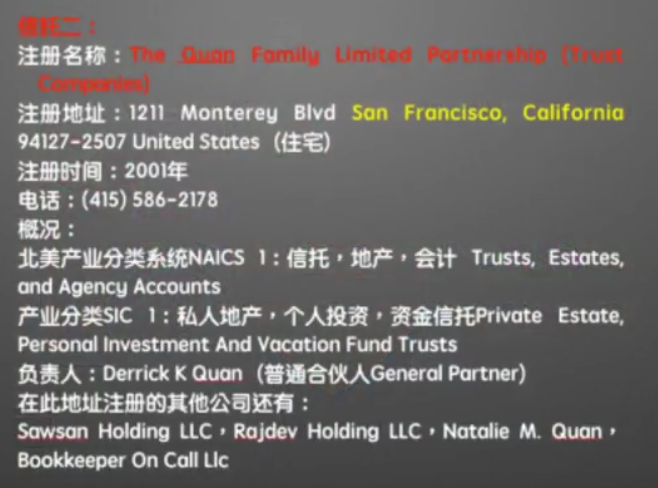 信托二：
注册名称：The Quan Family Limited Partnership (Trust
Companies)
注册地址：1211 Monterey Blvd San Francisco, California
94127-2507 United States（住宅）
注册时间：2001年
电话：(415) 586-2178
概况：
北美产业分类系统NAICS 1：信托，地产，会计 Trusts, Estates,
and Agency Accounts
产业分类SIC 1：私人地产，个人投资，资金信托Private Estate,
Personal Investment And Vacation Fund Trusts
负责人：Derrick K Quan（普通合伙人General Partner）
在此地址注册的其他公司还有：
Sawsan Holding LLC，Rajdev Holding LLC，Natalie M. Quan，
Bookkeeper On Call Llc